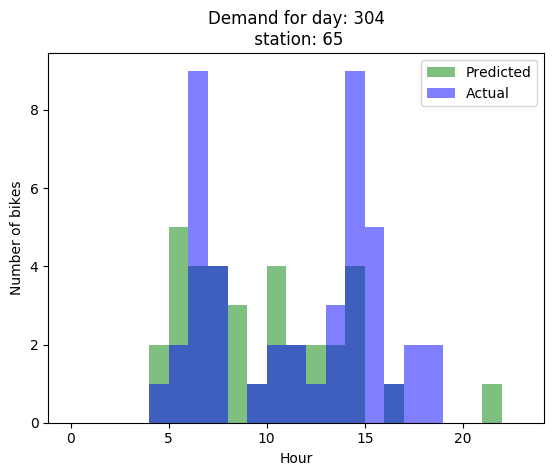 Demand for day: 304
station: 65
Predicted
Actual
Number of bikes
8
6
4
2
0
0
5
10
15
20
Hour